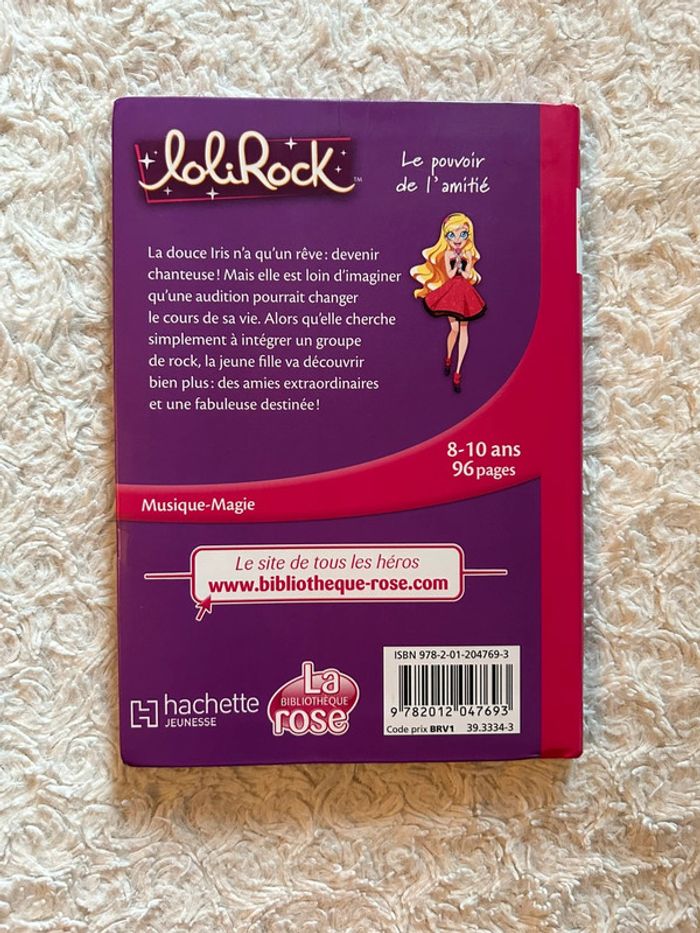 LoliRock™
Le pouvoir
de l'amitié
La douce Iris n'a qu'un rêve : devenir
chanteuse ! Mais elle est loin d'imaginer
qu'une audition pourrait changer
le cours de sa vie. Alors qu'elle cherche
simplement à intégrer un groupe
de rock, la jeune fille va découvrir
bien plus : des amies extraordinaires
et une fabuleuse destinée !
8-10 ans
96 pages
Musique-Magie
Le site de tous les héros
www.bibliotheque-rose.com
hachette
JEUNESSE
La
BIBLIOTHÈQUE
rose
ISBN 978-2-01-204769-3
9 782012 047693
Code prix BRV1 39.3334-3